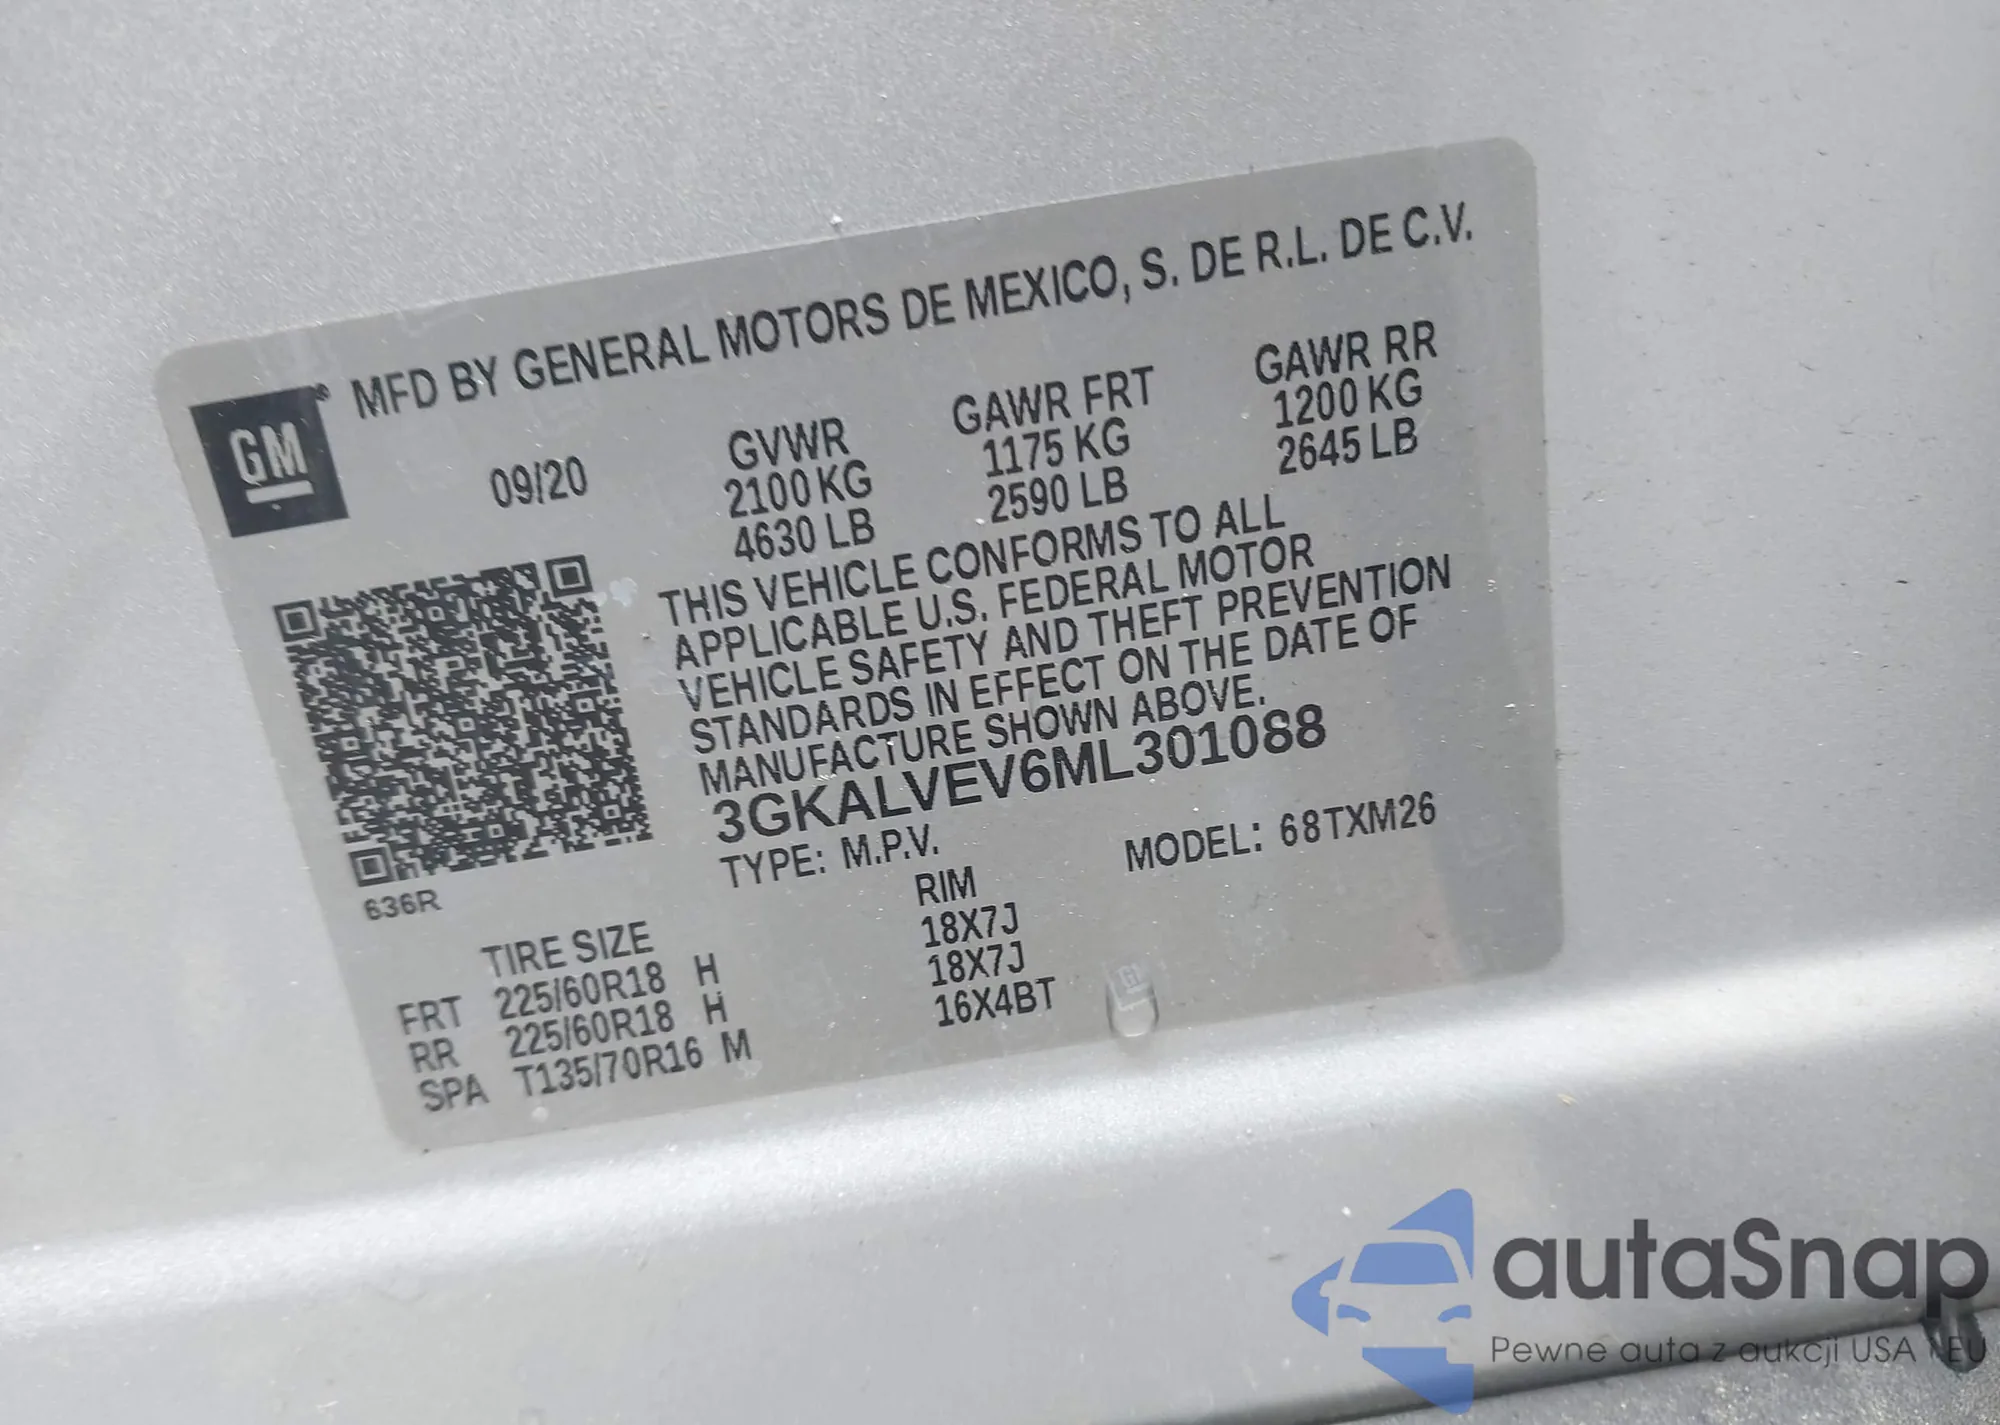 GM® MFD BY GENERAL MOTORS DE MEXICO, S. DE R.L. DE C.V.
09/20
GVWR
2100 KG
4630 LB
GAWR FRT
1175 KG
2590 LB
GAWR RR
1200 KG
2645 LB
THIS VEHICLE CONFORMS TO ALL
APPLICABLE U.S. FEDERAL MOTOR
VEHICLE SAFETY AND THEFT PREVENTION
STANDARDS IN EFFECT ON THE DATE OF
MANUFACTURE SHOWN ABOVE.
3GKALVEV6ML301088
TYPE: M.P.V. MODEL: 68TXM26
636R
TIRE SIZE RIM
FRT 225/60R18 H 18X7J
RR 225/60R18 H 18X7J
SPA T135/70R16 M 16X4BT
autaSnap
Pewne auta z aukcji USA i EU